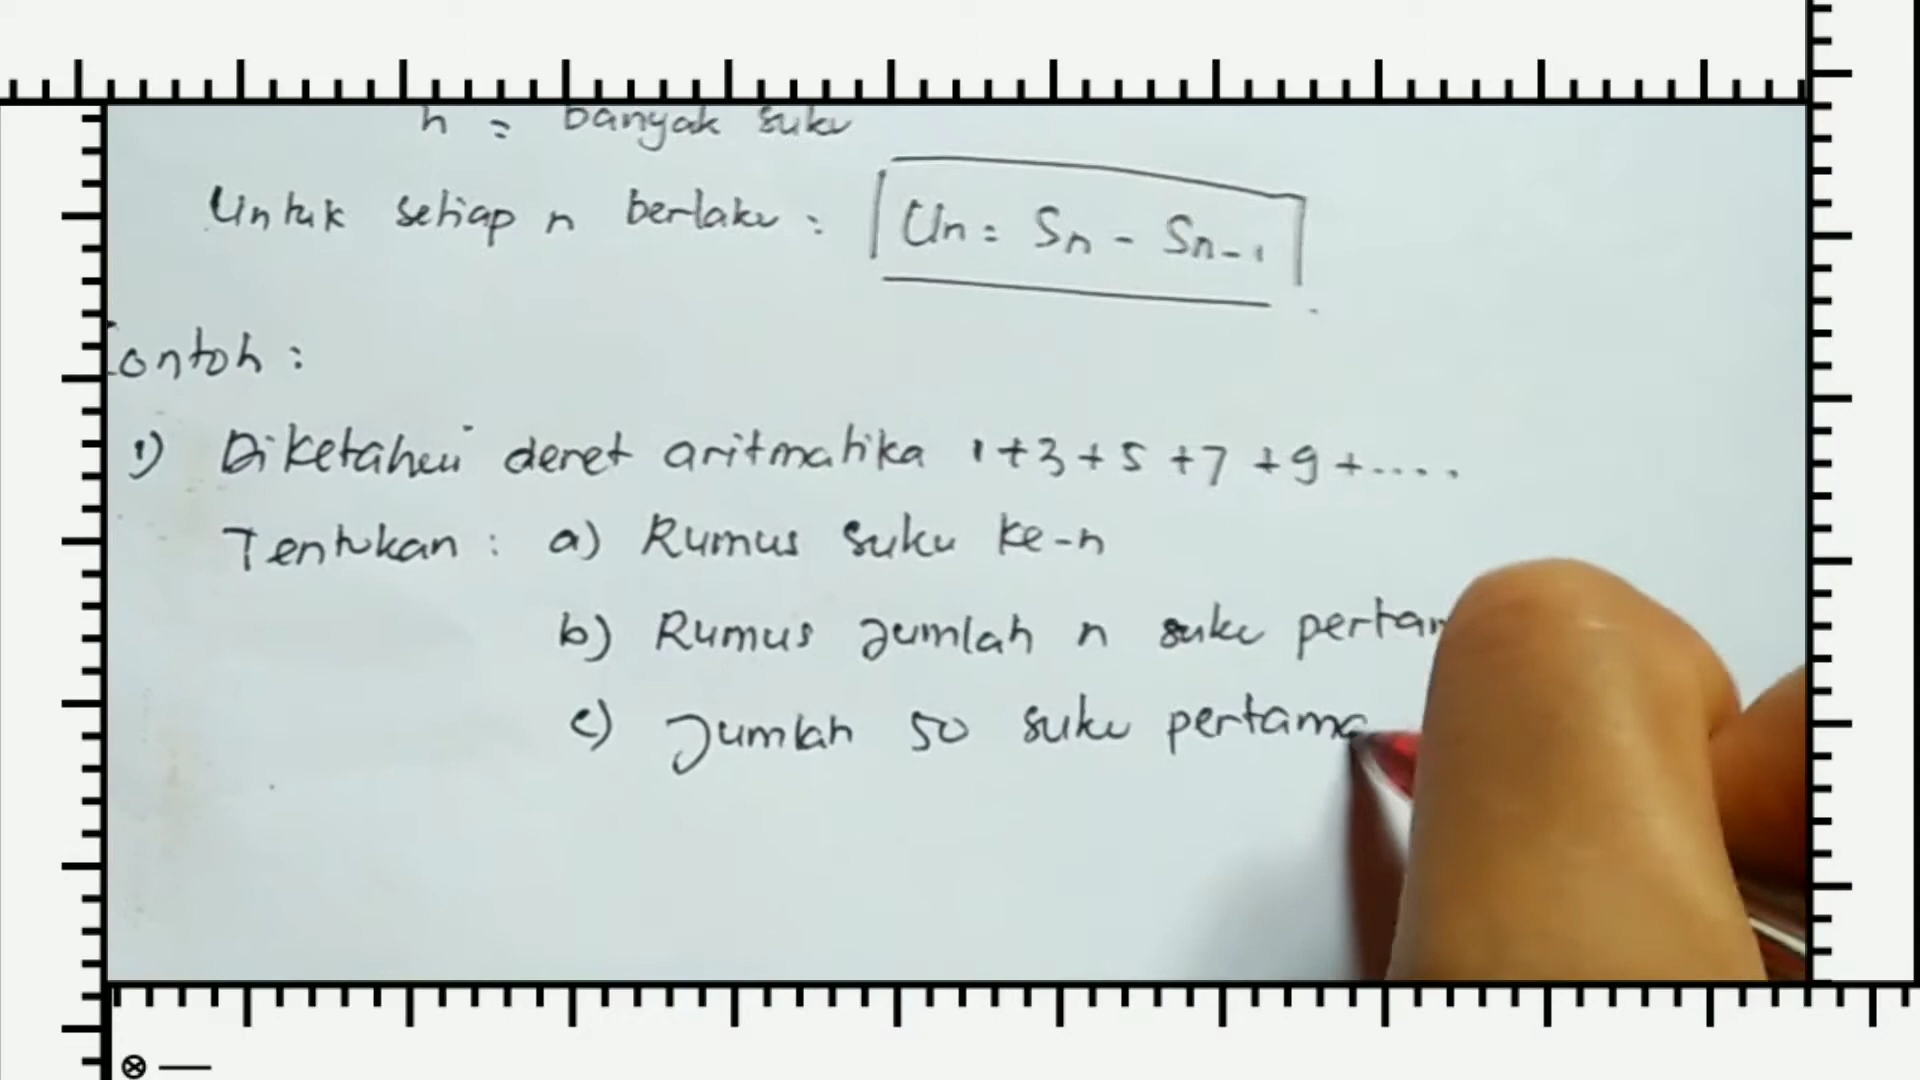 n = banyak suku
Untuk setiap n berlaku : Un = Sn - Sn-1
Contoh :
1) Diketahui deret aritmatika 1+3+5+7+9+....
Tentukan : a) Rumus suku ke-n
b) Rumus Jumlah n suku
c) Jumlah 50 suku pertama